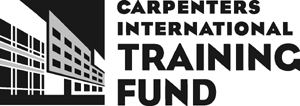 CARPENTERS
INTERNATIONAL
TRAINING
FUND